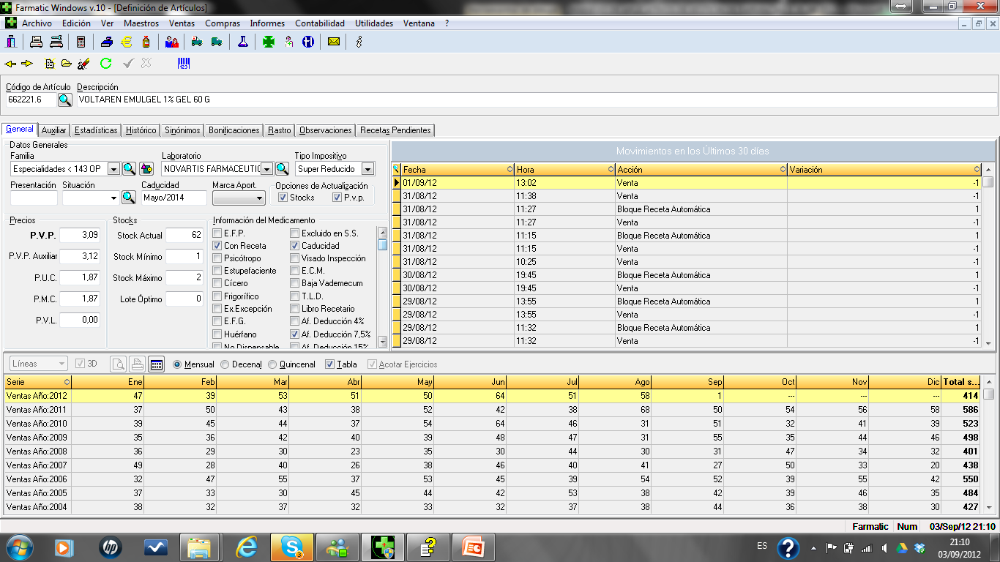 Farmatic Windows v.10 - [Definición de Artículos]
Archivo Edición Ver Maestros Ventas Compras Informes Contabilidad Utilidades Ventana ?
123
Código de Artículo Descripción
662221.6 VOLTAREN EMULGEL 1% GEL 60 G
General Auxiliar Estadísticas Histórico Sinónimos Bonificaciones Rastro Observaciones Recetas Pendientes
Datos Generales
Familia Laboratorio Tipo Impositivo
Especialidades < 143 OP NOVARTIS FARMACEUTIC Super Reducido
Presentación Situación Caducidad Marca Aport. Opciones de Actualización
Mayo/2014 Stocks P.v.p.
Precios
P.V.P. 3,09
P.V.P. Auxiliar 3,12
P.U.C. 1,87
P.M.C. 1,87
P.V.L. 0,00
Stocks
Stock Actual 62
Stock Mínimo 1
Stock Máximo 2
Lote Óptimo 0
Información del Medicamento
E.F.P. Excluido en S.S.
Con Receta Caducidad
Psicótropo Visado Inspección
Estupefaciente E.C.M.
Cícero Baja Vademecum
Frigorífico T.L.D.
Ex.Excepción Libro Recetario
E.F.G. Af. Deducción 4%
Huérfano Af. Deducción 7,5%
No Dispensable Af. Deducción 15%
Movimientos en los Últimos 30 días
Fecha Hora Acción Variación
01/09/12 13:02 Venta -1
31/08/12 11:38 Venta -1
31/08/12 11:27 Bloque Receta Automática 1
31/08/12 11:27 Venta -1
31/08/12 11:15 Bloque Receta Automática 1
31/08/12 11:15 Venta -1
31/08/12 10:25 Venta -1
30/08/12 19:45 Bloque Receta Automática 1
30/08/12 19:45 Venta -1
29/08/12 13:55 Bloque Receta Automática 1
29/08/12 13:55 Venta -1
29/08/12 11:32 Bloque Receta Automática 1
29/08/12 11:32 Venta -1
Líneas 3D Mensual Decenal Quincenal Tabla Acotar Ejercicios
Serie Ene Feb Mar Abr May Jun Jul Ago Sep Oct Nov Dic Total s...
Ventas Año:2012 47 39 53 51 50 64 51 58 1 --- --- --- 414
Ventas Año:2011 37 50 43 38 52 42 38 68 50 54 56 58 586
Ventas Año:2010 39 45 44 37 54 64 46 31 51 32 41 39 523
Ventas Año:2009 35 36 42 40 39 48 47 31 55 35 44 46 498
Ventas Año:2008 36 29 30 23 35 30 44 30 31 47 34 32 401
Ventas Año:2007 49 28 40 26 38 46 40 41 27 50 33 20 438
Ventas Año:2006 32 47 55 37 53 45 39 54 52 39 55 42 550
Ventas Año:2005 37 33 30 45 44 42 53 38 42 39 46 35 484
Ventas Año:2004 38 32 37 32 33 32 37 38 44 36 38 30 427
Farmatic Num 03/Sep/12 21:10
hp
3
ES
21:10
03/09/2012